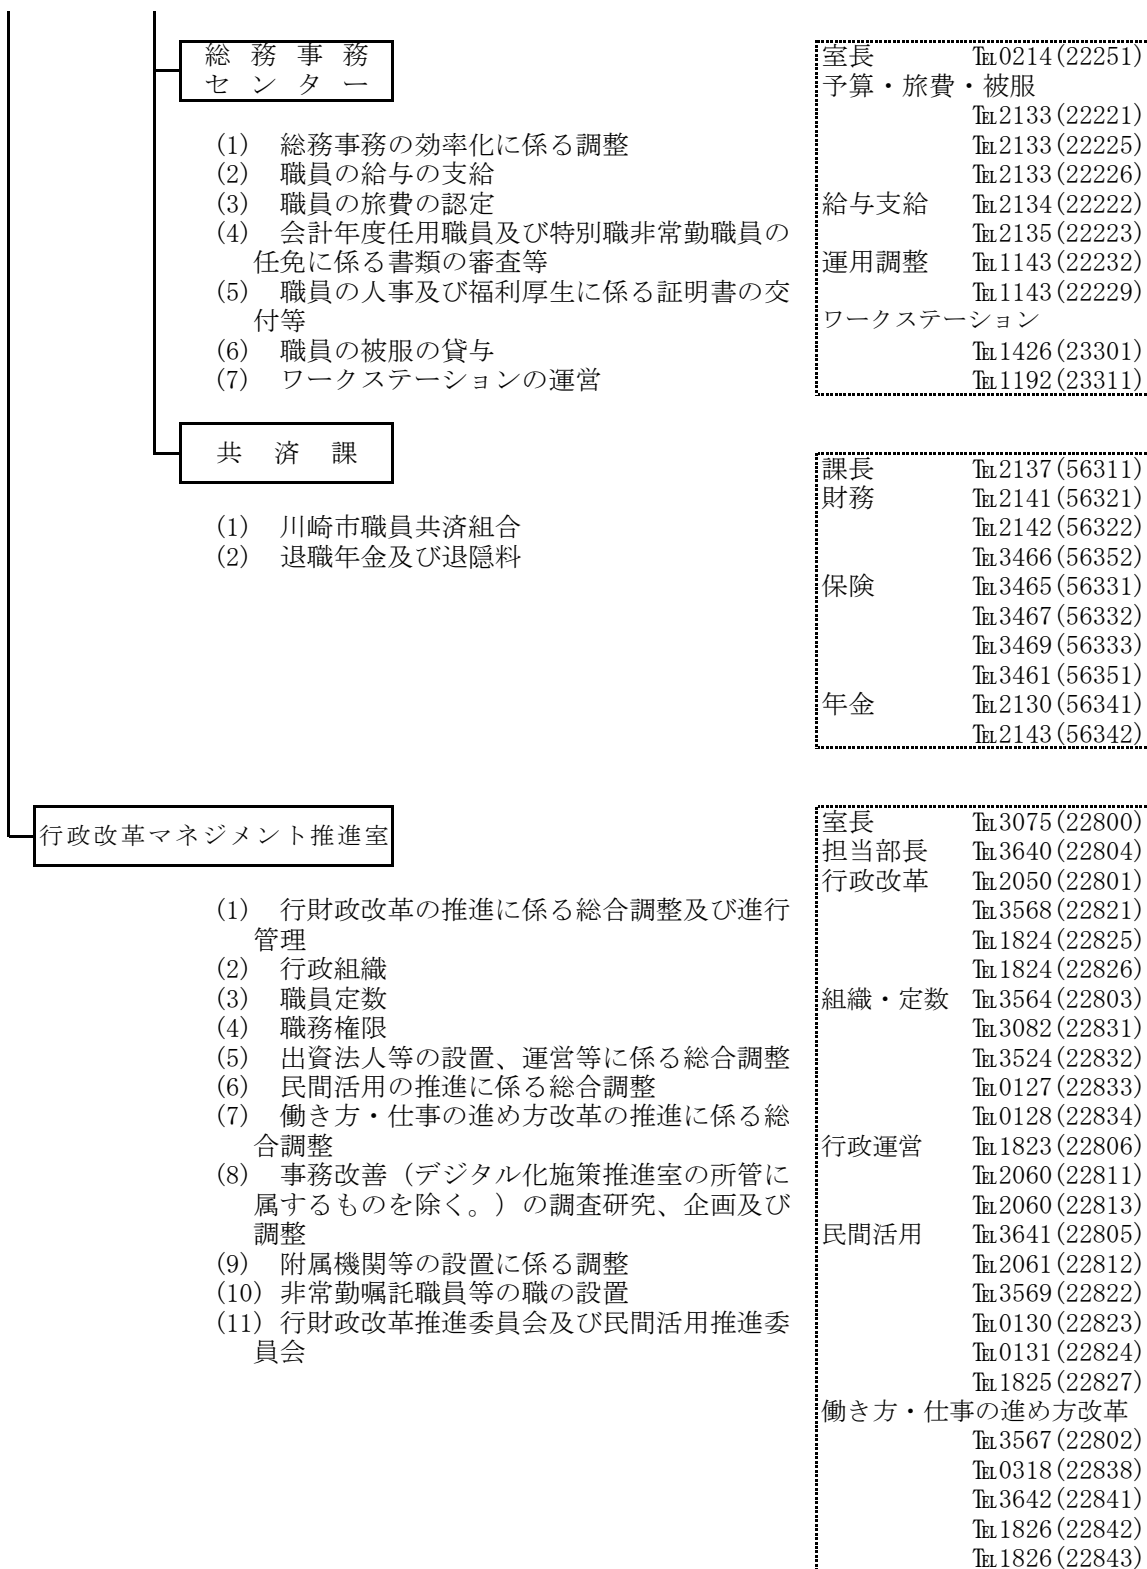 総務事務
センター
(1) 総務事務の効率化に係る調整
(2) 職員の給与の支給
(3) 職員の旅費の認定
(4) 会計年度任用職員及び特別職非常勤職員の
任免に係る書類の審査等
(5) 職員の人事及び福利厚生に係る証明書の交
付等
(6) 職員の被服の貸与
(7) ワークステーションの運営
室長 ℡0214(22251)
予算・旅費・被服
℡2133(22221)
℡2133(22225)
℡2133(22226)
給与支給 ℡2134(22222)
℡2135(22223)
運用調整 ℡1143(22232)
℡1143(22229)
ワークステーション
℡1426(23301)
℡1192(23311)
共済課
(1) 川崎市職員共済組合
(2) 退職年金及び退隠料
課長 ℡2137(56311)
財務 ℡2141(56321)
℡2142(56322)
℡3466(56352)
保険 ℡3465(56331)
℡3467(56332)
℡3469(56333)
℡3461(56351)
年金 ℡2130(56341)
℡2143(56342)
行政改革マネジメント推進室
(1) 行財政改革の推進に係る総合調整及び進行
管理
(2) 行政組織
(3) 職員定数
(4) 職務権限
(5) 出資法人等の設置、運営等に係る総合調整
(6) 民間活用の推進に係る総合調整
(7) 働き方・仕事の進め方改革の推進に係る総
合調整
(8) 事務改善（デジタル化施策推進室の所管に
属するものを除く。）の調査研究、企画及び
調整
(9) 附属機関等の設置に係る調整
(10) 非常勤嘱託職員等の職の設置
(11) 行財政改革推進委員会及び民間活用推進委
員会
室長 ℡3075(22800)
担当部長 ℡3640(22804)
行政改革 ℡2050(22801)
℡3568(22821)
℡1824(22825)
℡1824(22826)
組織・定数 ℡3564(22803)
℡3082(22831)
℡3524(22832)
℡0127(22833)
℡0128(22834)
行政運営 ℡1823(22806)
℡2060(22811)
℡2060(22813)
民間活用 ℡3641(22805)
℡2061(22812)
℡3569(22822)
℡0130(22823)
℡0131(22824)
℡1825(22827)
働き方・仕事の進め方改革
℡3567(22802)
℡0318(22838)
℡3642(22841)
℡1826(22842)
℡1826(22843)